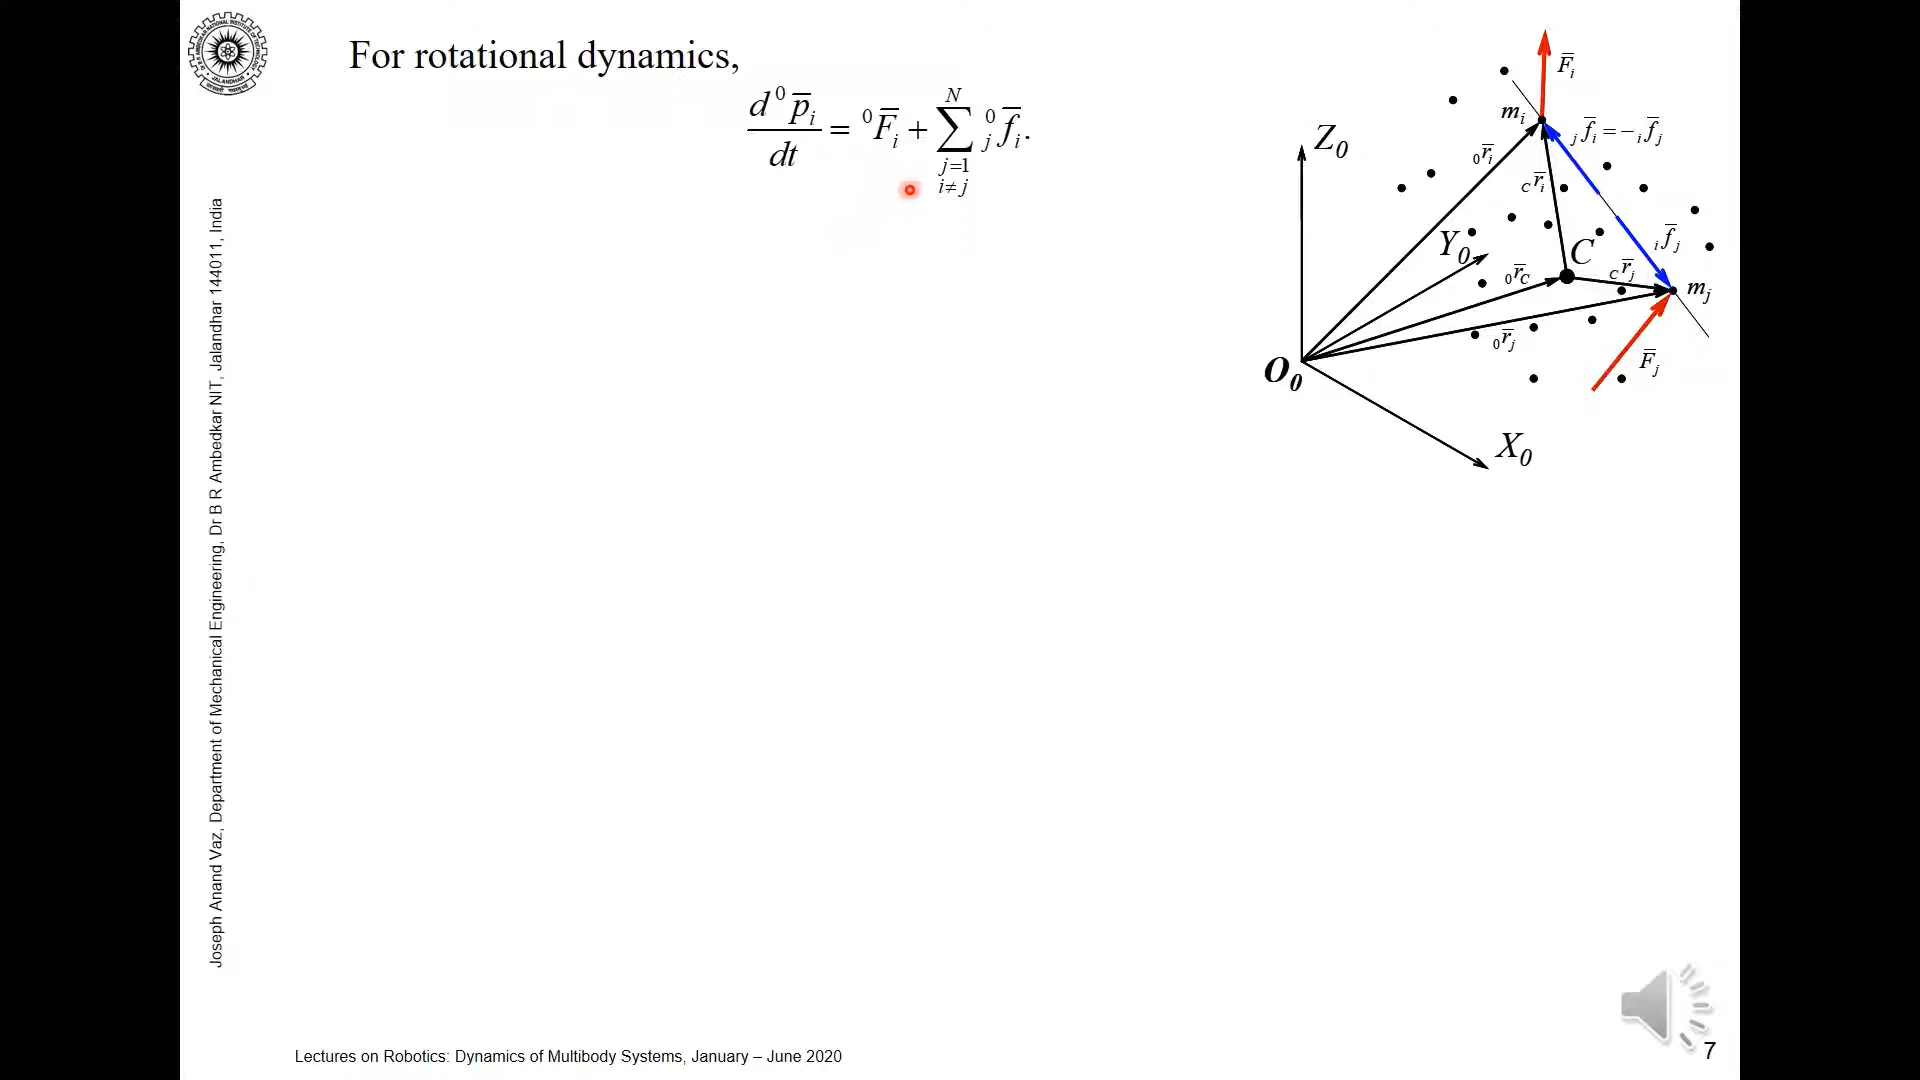 For rotational dynamics,
d ⁰p̄ᵢ / dt = ⁰F̄ᵢ + ∑ (j=1, i≠j; N) ⁰ⱼf̄ᵢ.
F̄ᵢ
mᵢ
ⱼf̄ᵢ = −ᵢf̄ⱼ
Z₀
₀r̄ᵢ
Cr̄ᵢ
Y₀
C
ᵢf̄ⱼ
₀r̄C
Cr̄ⱼ
mⱼ
₀r̄ⱼ
F̄ⱼ
O₀
X₀
Joseph Anand Vaz, Department of Mechanical Engineering, Dr B R Ambedkar NIT, Jalandhar 144011, India
Lectures on Robotics: Dynamics of Multibody Systems, January – June 2020
7